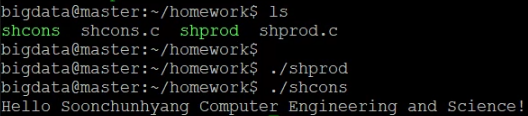 bigdata@master:~/homework$ ls
shcons  shcons.c  shprod  shprod.c
bigdata@master:~/homework$
bigdata@master:~/homework$ ./shprod
bigdata@master:~/homework$ ./shcons
Hello Soonchunhyang Computer Engineering and Science!